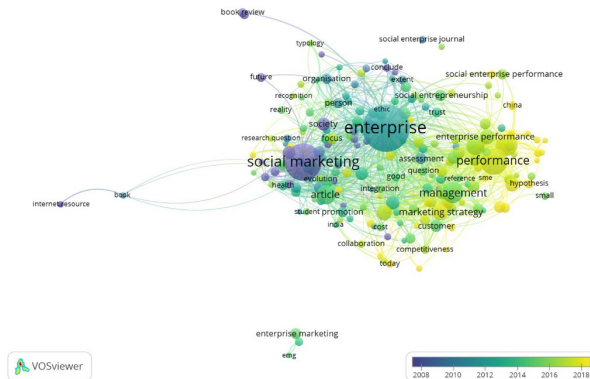 book review
typology
social enterprise journal
conclude
future
organisation
extent
social enterprise performance
recognition
social entrepreneurship
reality
person
ethic
china
trust
society
enterprise
research question
focus
enterprise performance
social marketing
assessment
performance
evolution
good
question
health
article
integration
reference
sme
hypothesis
book
management
small
internet resource
student
promotion
marketing strategy
india
cost
customer
collaboration
competitiveness
today
enterprise marketing
emg
VOSviewer
2008 2010 2012 2014 2016 2018